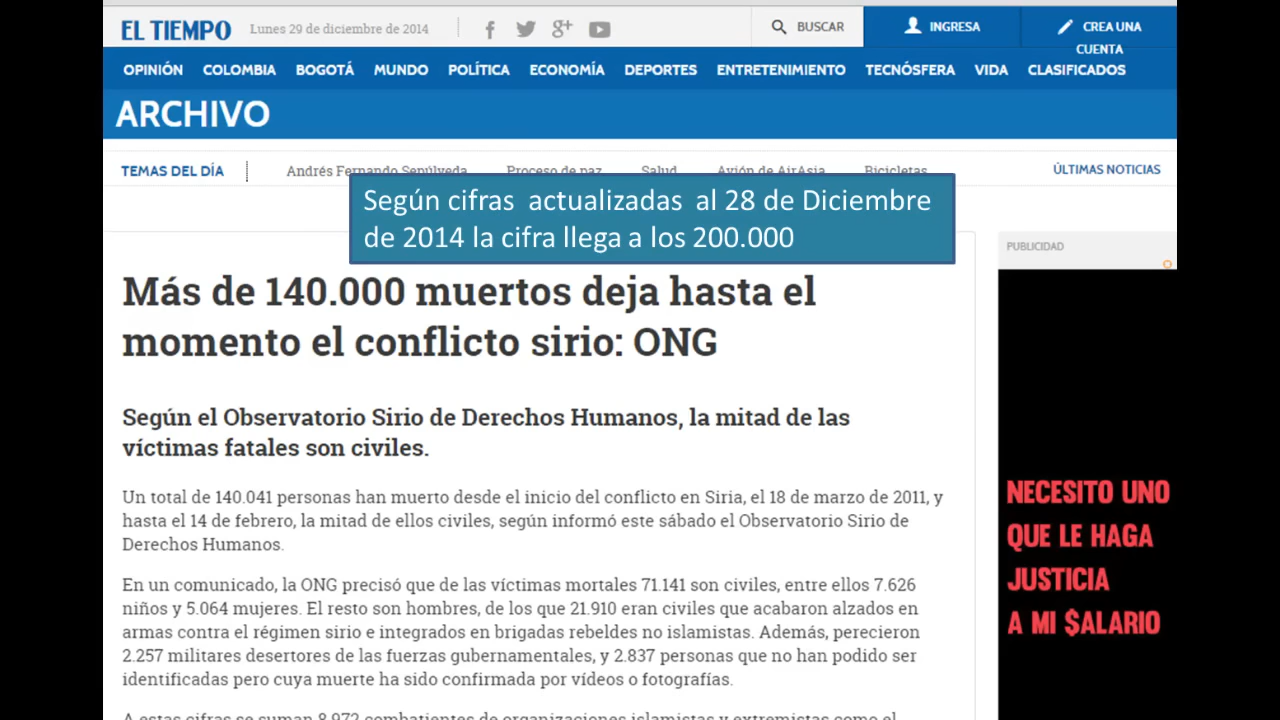 EL TIEMPO Lunes 29 de diciembre de 2014 BUSCAR INGRESA CREA UNA CUENTA
OPINIÓN COLOMBIA BOGOTÁ MUNDO POLÍTICA ECONOMÍA DEPORTES ENTRETENIMIENTO TECNÓSFERA VIDA CLASIFICADOS
ARCHIVO
TEMAS DEL DÍA Andrés Fernando Sepúlveda Proceso de paz Salud Avión de AirAsia Bicicletas ÚLTIMAS NOTICIAS
Según cifras actualizadas al 28 de Diciembre
de 2014 la cifra llega a los 200.000
PUBLICIDAD
Más de 140.000 muertos deja hasta el
momento el conflicto sirio: ONG
Según el Observatorio Sirio de Derechos Humanos, la mitad de las
víctimas fatales son civiles.
Un total de 140.041 personas han muerto desde el inicio del conflicto en Siria, el 18 de marzo de 2011, y
hasta el 14 de febrero, la mitad de ellos civiles, según informó este sábado el Observatorio Sirio de
Derechos Humanos.
En un comunicado, la ONG precisó que de las víctimas mortales 71.141 son civiles, entre ellos 7.626
niños y 5.064 mujeres. El resto son hombres, de los que 21.910 eran civiles que acabaron alzados en
armas contra el régimen sirio e integrados en brigadas rebeldes no islamistas. Además, perecieron
2.257 militares desertores de las fuerzas gubernamentales, y 2.837 personas que no han podido ser
identificadas pero cuya muerte ha sido confirmada por vídeos o fotografías.
A estas cifras se suman 8.972 combatientes de organizaciones islamistas y extremistas como el
NECESITO UNO
QUE LE HAGA
JUSTICIA
A MI $ALARIO